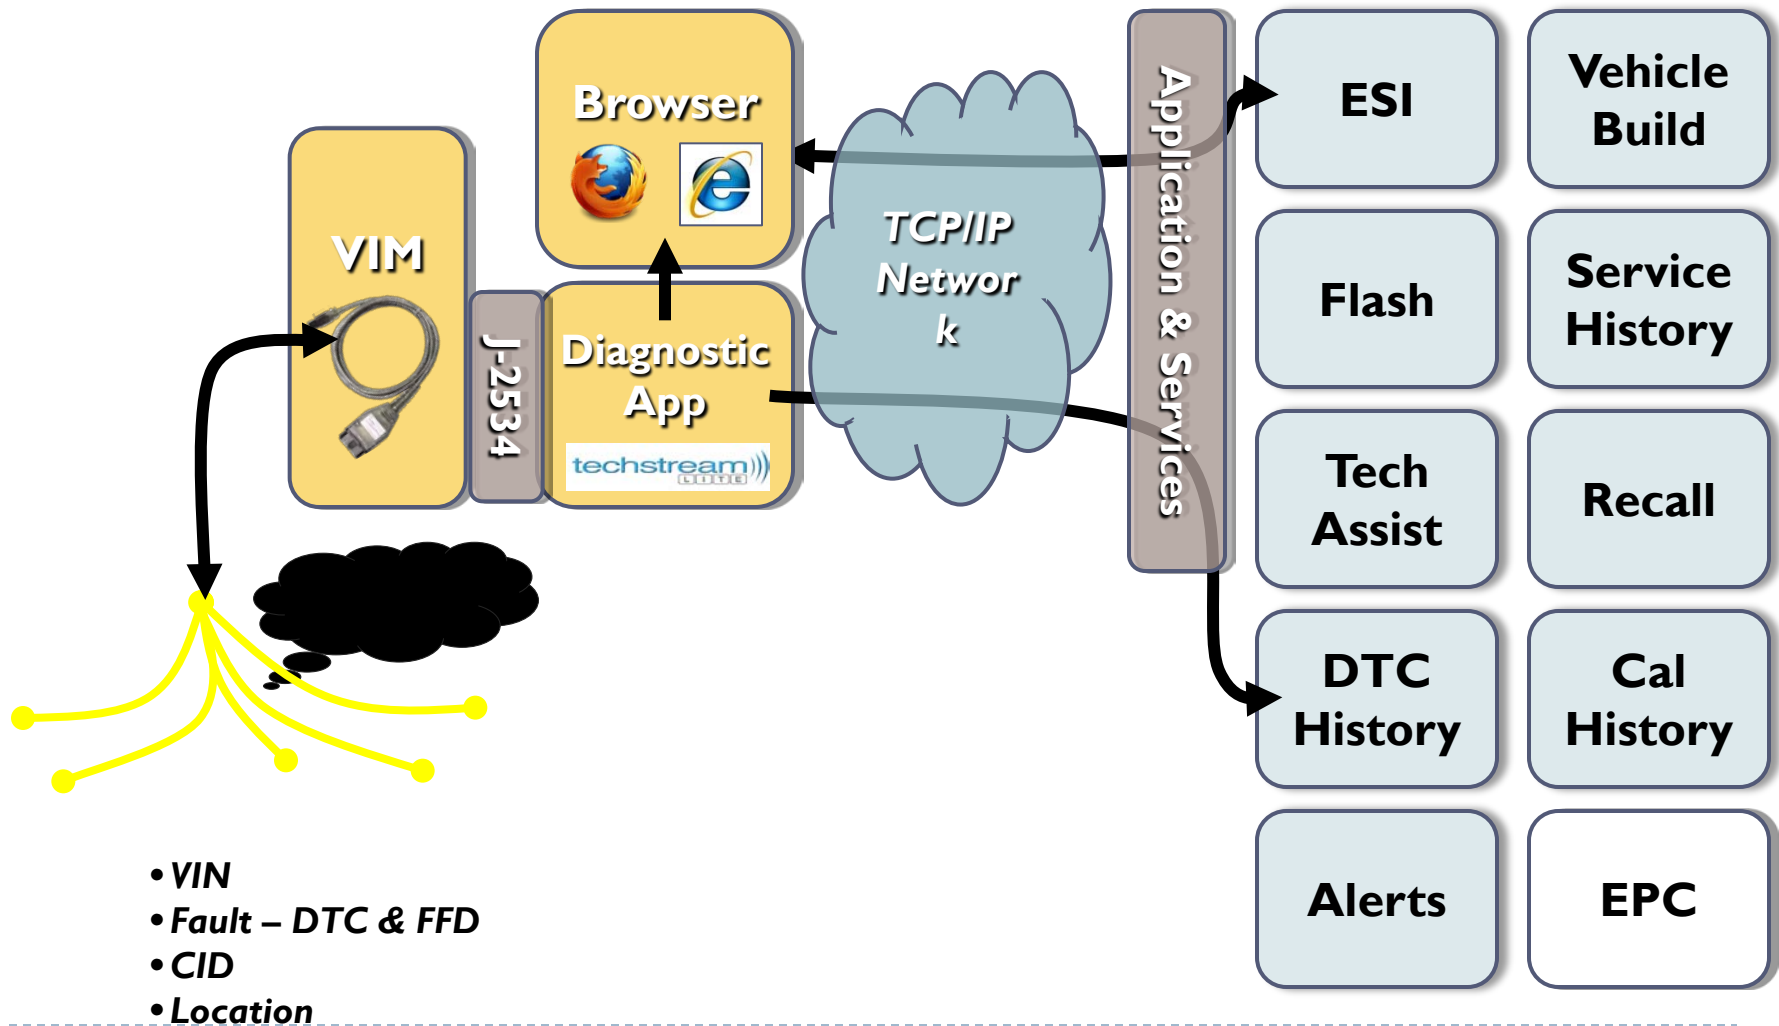 Browser
VIM
J-2534
Diagnostic
App
techstream
LITE
TCP/IP
Networ
k
Application & Services
ESI
Vehicle
Build
Flash
Service
History
Tech
Assist
Recall
DTC
History
Cal
History
Alerts
EPC
• VIN
• Fault – DTC & FFD
• CID
• Location